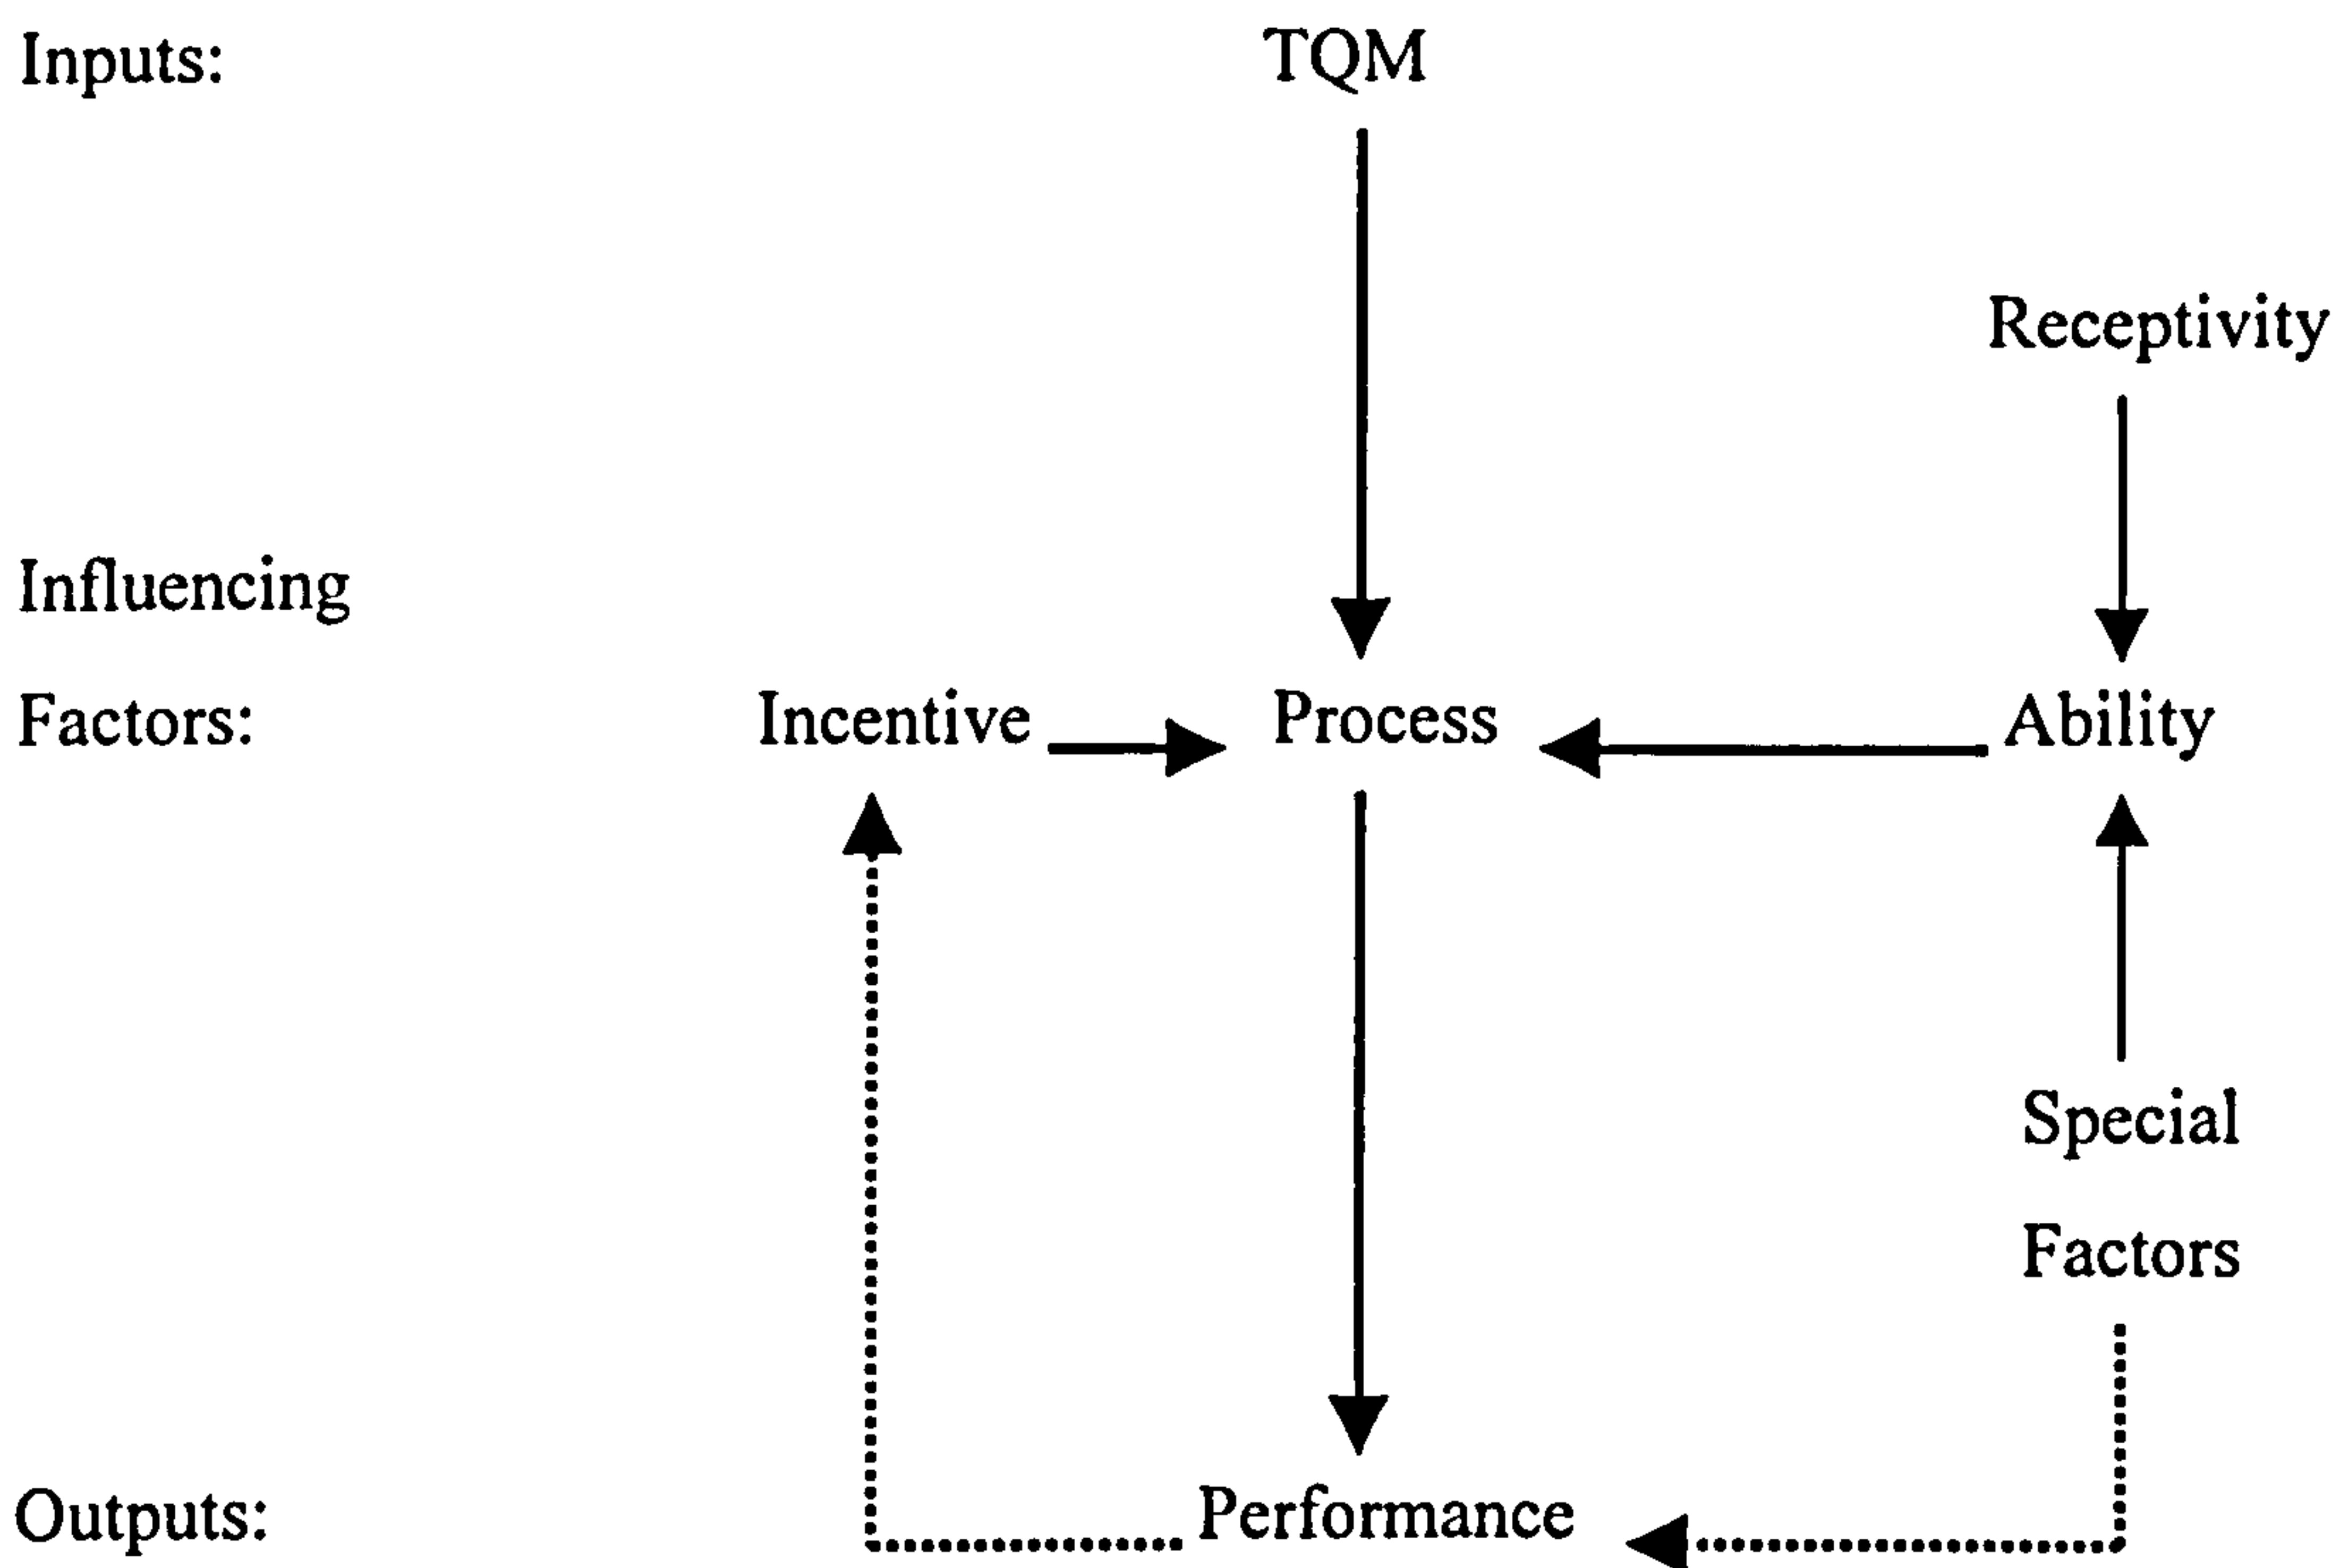 Inputs:
TQM
Receptivity
Influencing
Factors:
Incentive
Process
Ability
Special
Factors
Outputs:
Performance